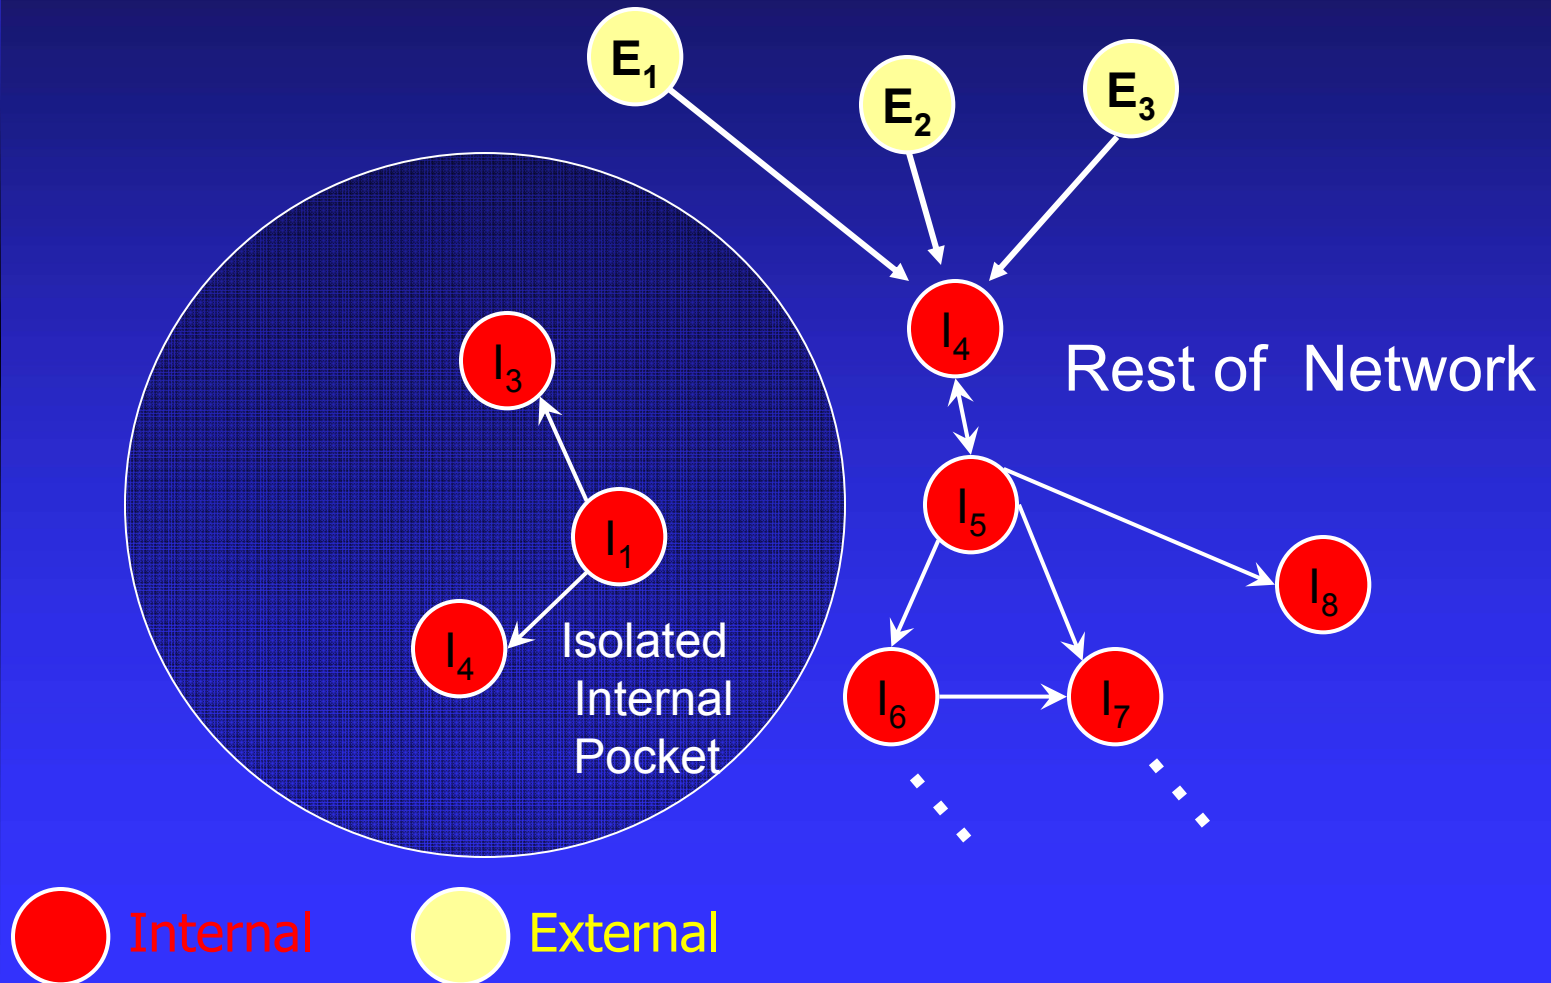 E₁
E₂
E₃
I₄
Rest of  Network
I₃
I₅
I₁
I₈
I₄
Isolated
Internal
Pocket
I₆
I₇
Internal
External